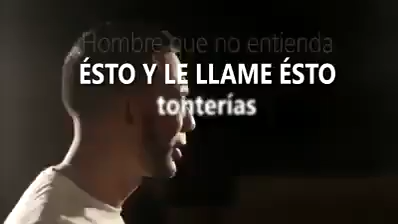 Hombre que no entienda
ÉSTO Y LE LLAME ÉSTO
tonterías